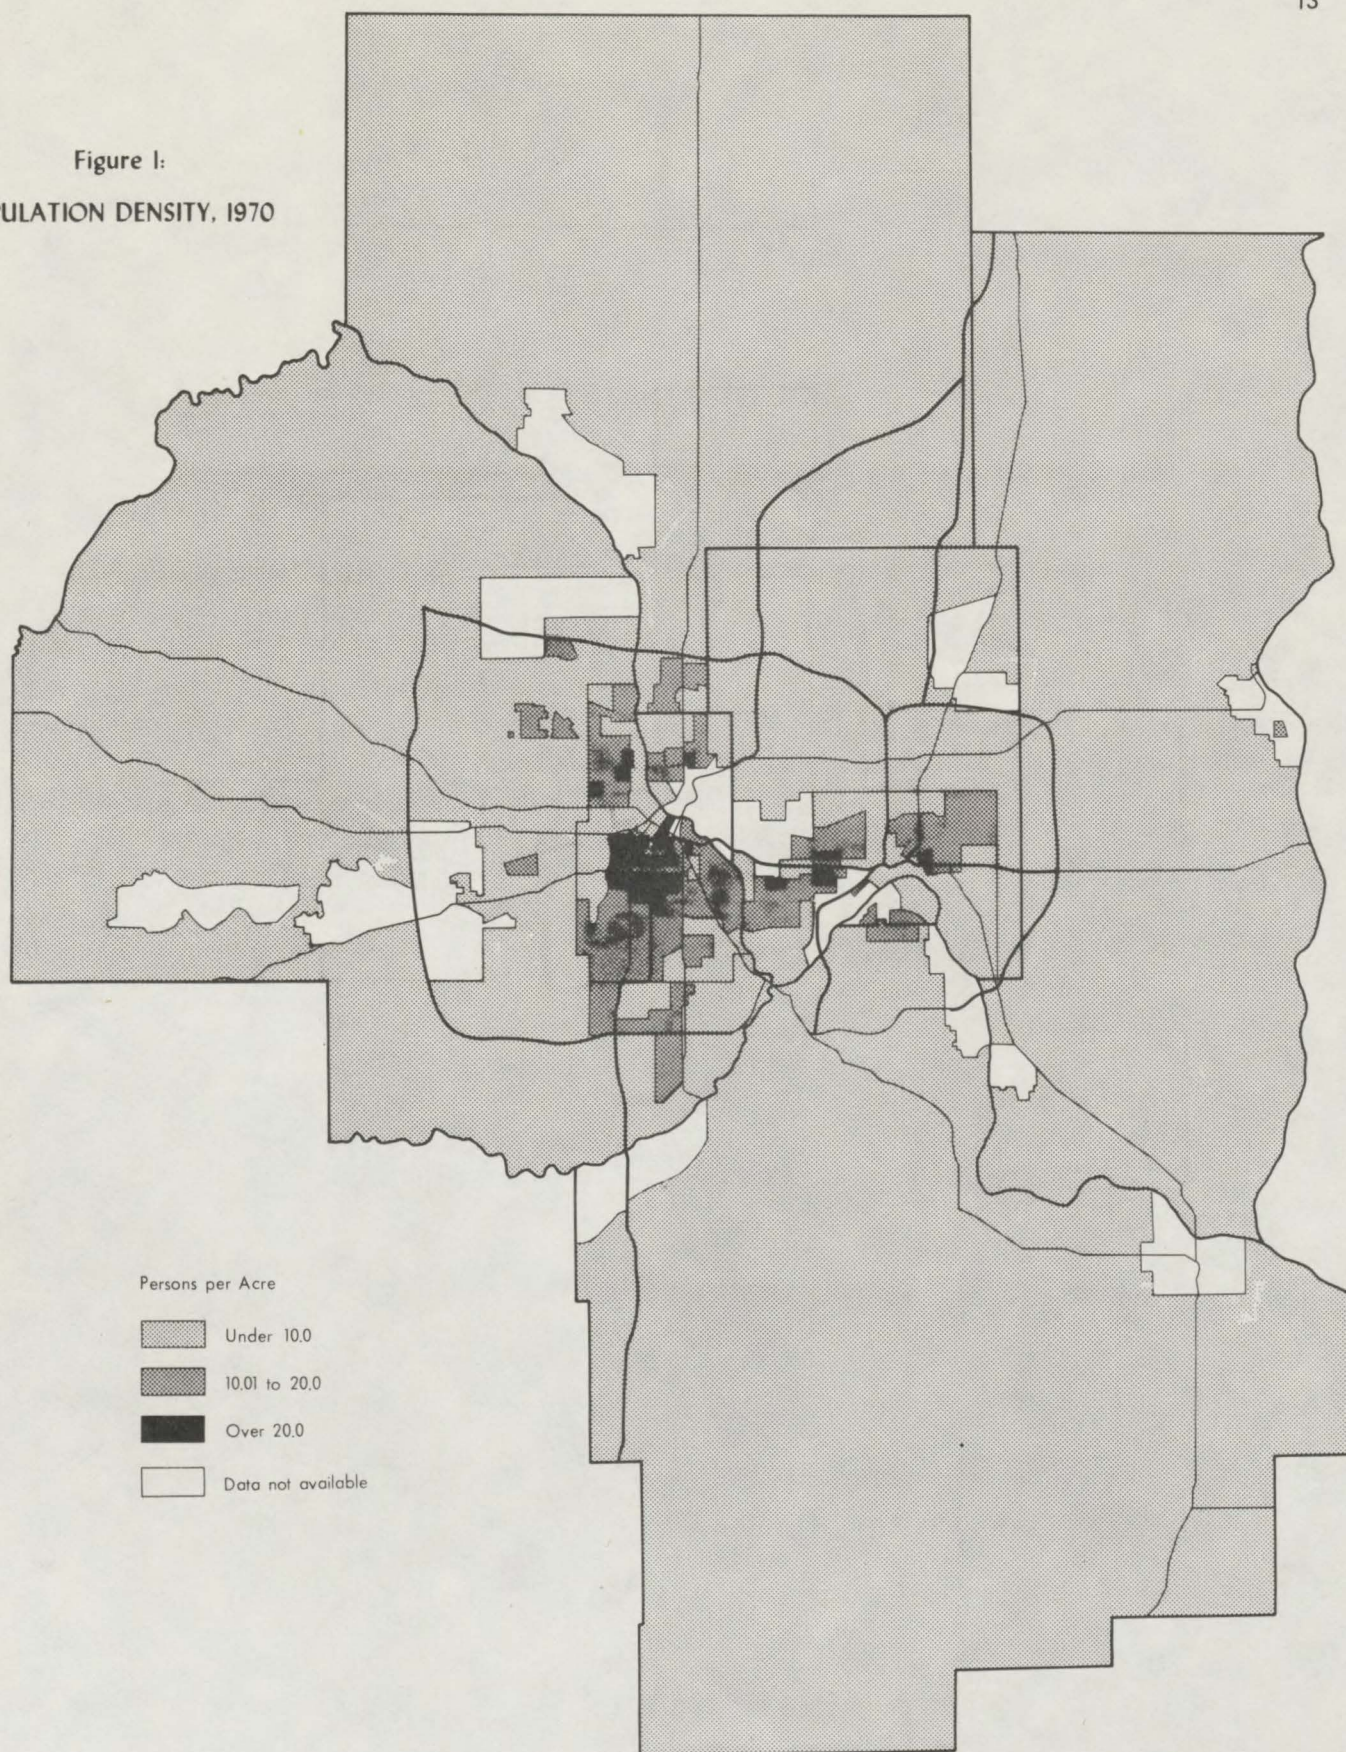 13
Figure I:
ULATION DENSITY, 1970
Persons per Acre
Under 10.0
10.01 to 20.0
Over 20.0
Data not available